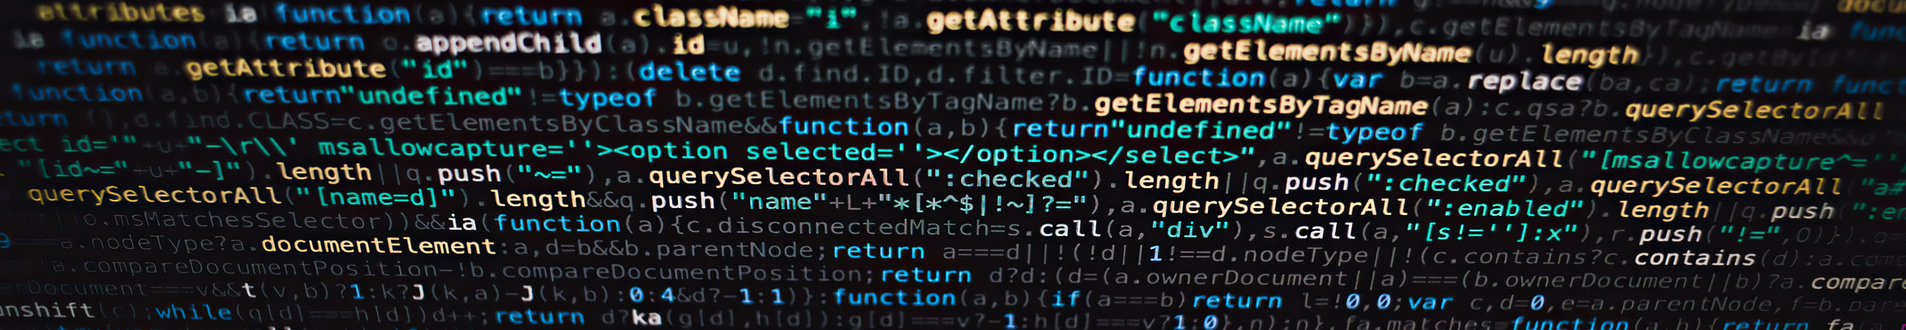 attributes ia(function(a){return a.className="i",!a.getAttribute("className")}),c.getElementsByTagName ia func
ia function(a){return o.appendChild(a).id=u,!n.getElementsByName||!n.getElementsByName(u).length}),c.getById
return a.getAttribute("id")===b}}):(delete d.find.ID,d.filter.ID=function(a){var b=a.replace(ba,ca);return funct
function(a,b){return"undefined"!=typeof b.getElementsByTagName?b.getElementsByTagName(a):c.qsa?b.querySelectorAll
turn f},d.find.CLASS=c.getElementsByClassName&&function(a,b){return"undefined"!=typeof b.getElementsByClassName&&
ect id='"+u+"-\r\\' msallowcapture=''><option selected=''></option></select>",a.querySelectorAll("[msallowcapture^=''
"[id~="+u+"-]").length||q.push("~="),a.querySelectorAll(":checked").length||q.push(":checked"),a.querySelectorAll("a#
querySelectorAll("[name=d]").length&&q.push("name"+L+"*[*^$|!~]?="),a.querySelectorAll(":enabled").length||q.push(":en
||o.msMatchesSelector))&&ia(function(a){c.disconnectedMatch=s.call(a,"div"),s.call(a,"[s!='']:x"),r.push("!=",O)}),q=
9===a.nodeType?a.documentElement:a,d=b&&b.parentNode;return a===d||!(!d||1!==d.nodeType||!(c.contains?c.contains(d):a.com
(a.compareDocumentPosition-!b.compareDocumentPosition;return d?d:(d=(a.ownerDocument||a)===(b.ownerDocument||b)?a.compare
Document===v&&t(v,b)?1:k?J(k,a)-J(k,b):0:4&d?-1:1)}:function(a,b){if(a===b)return l=!0,0;var c,d=0,e=a.parentNode,f=b.pare
nshift(c);while(g[d]===h[d])d++;return d?ka(g[d],h[d]):g[d]===v?-1:h[d]===v?1:0},n):n},fa.matches=function(a,b){return fa